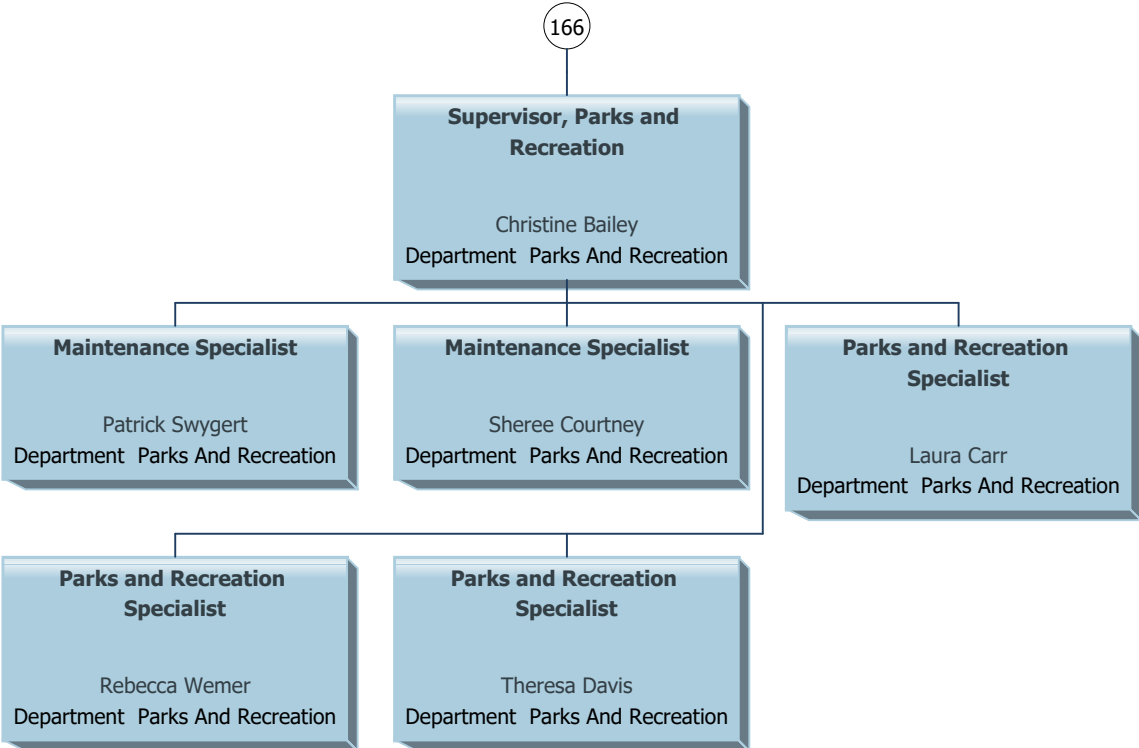 166
Supervisor, Parks and
Recreation
Christine Bailey
Department  Parks And Recreation
Maintenance Specialist
Patrick Swygert
Department  Parks And Recreation
Maintenance Specialist
Sheree Courtney
Department  Parks And Recreation
Parks and Recreation
Specialist
Laura Carr
Department  Parks And Recreation
Parks and Recreation
Specialist
Rebecca Wemer
Department  Parks And Recreation
Parks and Recreation
Specialist
Theresa Davis
Department  Parks And Recreation